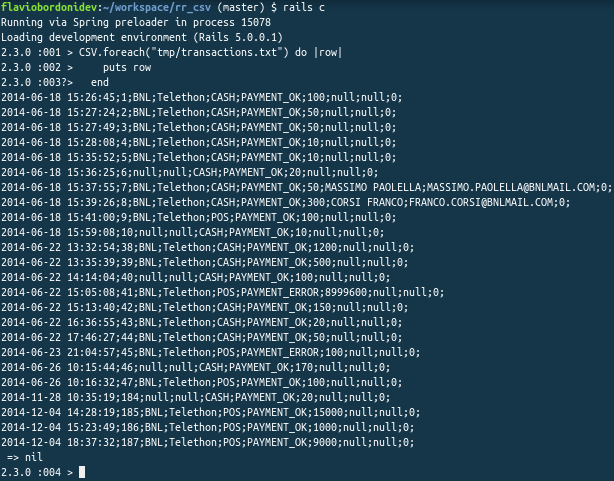 flaviobordonidev:~/workspace/rr_csv (master) $ rails c
Running via Spring preloader in process 15078
Loading development environment (Rails 5.0.0.1)
2.3.0 :001 > CSV.foreach("tmp/transactions.txt") do |row|
2.3.0 :002 >     puts row
2.3.0 :003?>   end
2014-06-18 15:26:45;1;BNL;Telethon;CASH;PAYMENT_OK;100;null;null;0;
2014-06-18 15:27:24;2;BNL;Telethon;CASH;PAYMENT_OK;50;null;null;0;
2014-06-18 15:27:49;3;BNL;Telethon;CASH;PAYMENT_OK;50;null;null;0;
2014-06-18 15:28:08;4;BNL;Telethon;CASH;PAYMENT_OK;10;null;null;0;
2014-06-18 15:35:52;5;BNL;Telethon;CASH;PAYMENT_OK;10;null;null;0;
2014-06-18 15:36:25;6;null;null;CASH;PAYMENT_OK;20;null;null;0;
2014-06-18 15:37:55;7;BNL;Telethon;CASH;PAYMENT_OK;50;MASSIMO PAOLELLA;MASSIMO.PAOLELLA@BNLMAIL.COM;0;
2014-06-18 15:39:26;8;BNL;Telethon;CASH;PAYMENT_OK;300;CORSI FRANCO;FRANCO.CORSI@BNLMAIL.COM;0;
2014-06-18 15:41:00;9;BNL;Telethon;POS;PAYMENT_OK;100;null;null;0;
2014-06-18 15:59:08;10;null;null;CASH;PAYMENT_OK;10;null;null;0;
2014-06-22 13:32:54;38;BNL;Telethon;CASH;PAYMENT_OK;1200;null;null;0;
2014-06-22 13:35:39;39;BNL;Telethon;CASH;PAYMENT_OK;500;null;null;0;
2014-06-22 14:14:04;40;null;null;CASH;PAYMENT_OK;100;null;null;0;
2014-06-22 15:05:08;41;BNL;Telethon;POS;PAYMENT_ERROR;8999600;null;null;0;
2014-06-22 15:13:40;42;BNL;Telethon;CASH;PAYMENT_OK;150;null;null;0;
2014-06-22 16:36:55;43;BNL;Telethon;CASH;PAYMENT_OK;20;null;null;0;
2014-06-22 17:46:27;44;BNL;Telethon;CASH;PAYMENT_OK;50;null;null;0;
2014-06-23 21:04:57;45;BNL;Telethon;POS;PAYMENT_ERROR;100;null;null;0;
2014-06-26 10:15:44;46;null;null;CASH;PAYMENT_OK;170;null;null;0;
2014-06-26 10:16:32;47;BNL;Telethon;POS;PAYMENT_OK;100;null;null;0;
2014-11-28 10:35:19;184;null;null;CASH;PAYMENT_OK;20;null;null;0;
2014-12-04 14:28:19;185;BNL;Telethon;POS;PAYMENT_OK;15000;null;null;0;
2014-12-04 15:23:49;186;BNL;Telethon;POS;PAYMENT_OK;1000;null;null;0;
2014-12-04 18:37:32;187;BNL;Telethon;POS;PAYMENT_OK;9000;null;null;0;
 => nil
2.3.0 :004 >